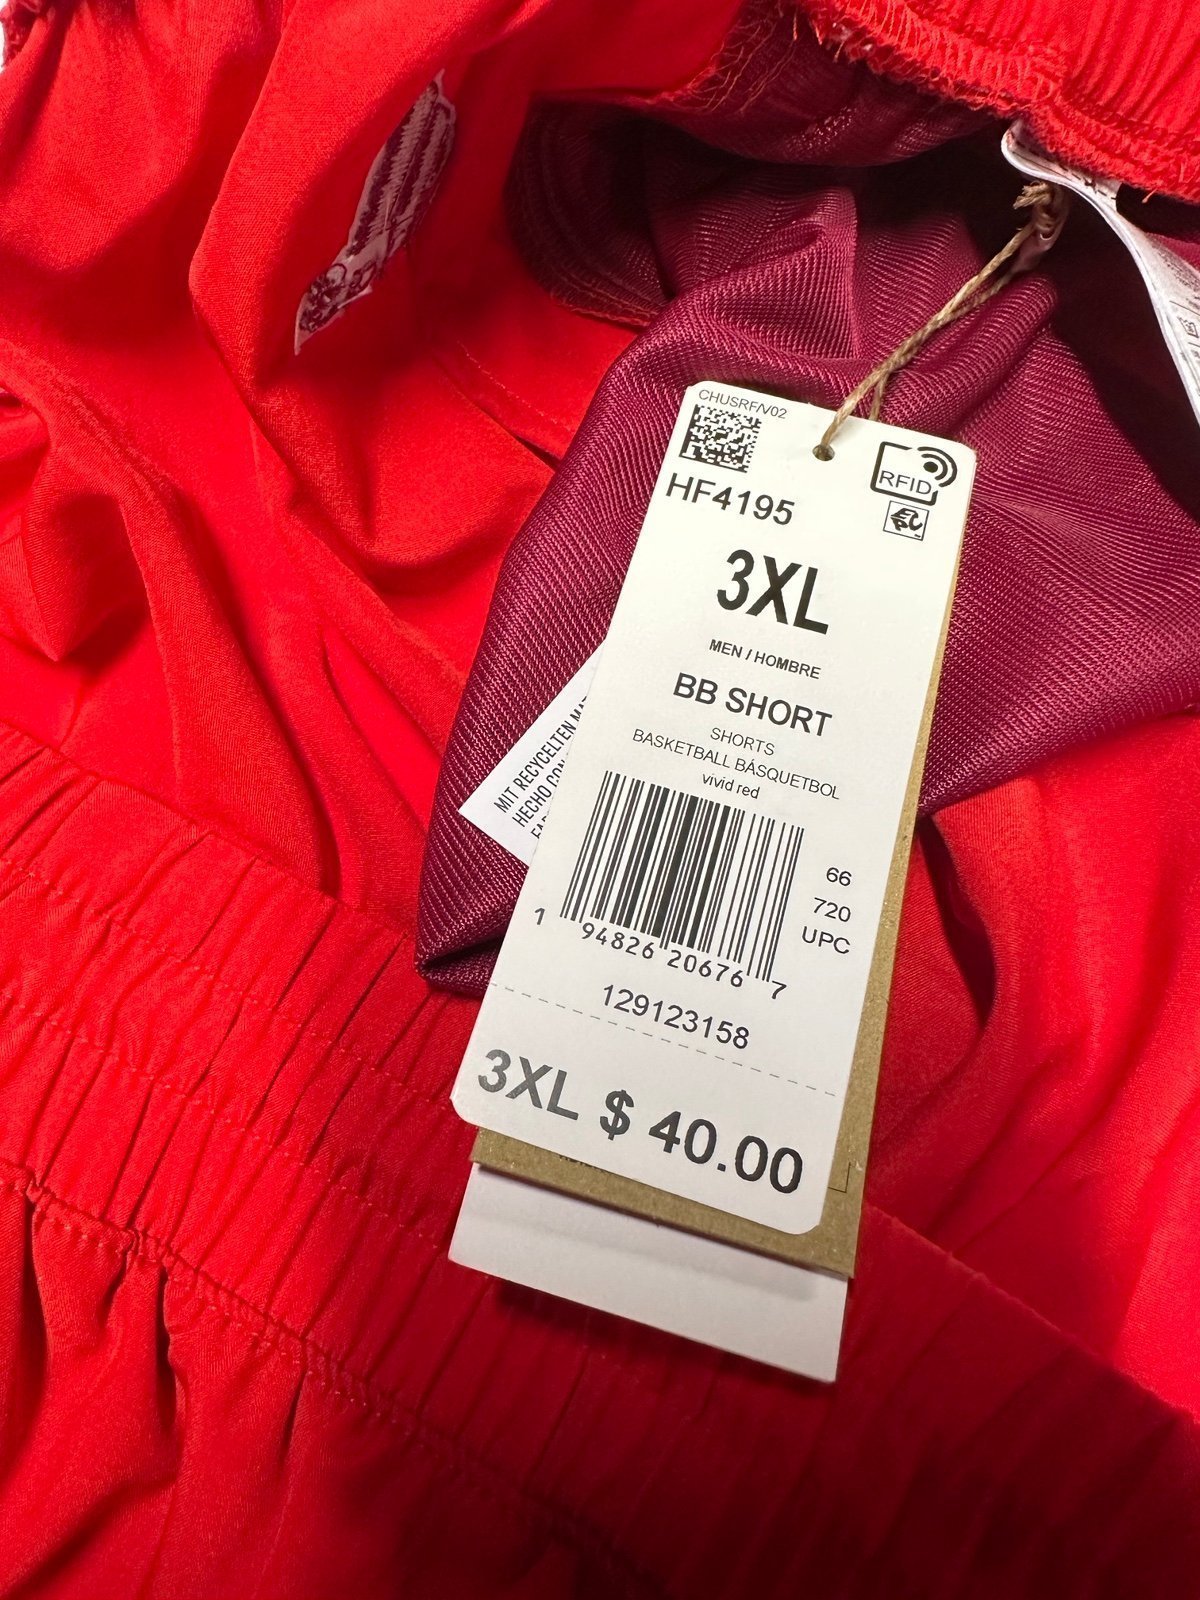 CHUSRF/V02
RFID
HF4195
3XL
MEN / HOMBRE
BB SHORT
SHORTS
BASKETBALL BÁSQUETBOL
vivid red
MIT RECYCELTEN
HECHO CON
66
720
UPC
1 94826 20676 7
129123158
3XL $ 40.00